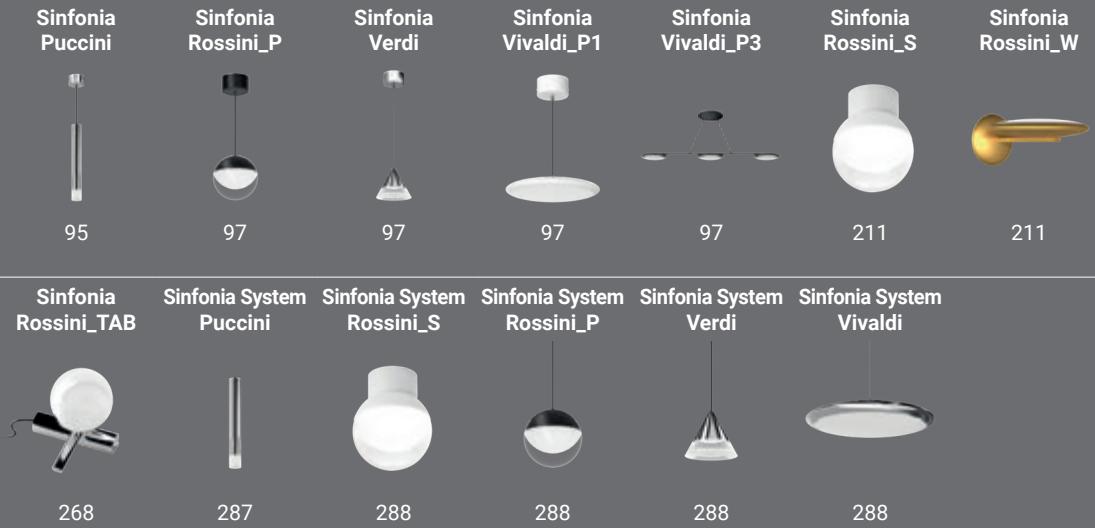 Sinfonia
Puccini
Sinfonia
Rossini_P
Sinfonia
Verdi
Sinfonia
Vivaldi_P1
Sinfonia
Vivaldi_P3
Sinfonia
Rossini_S
Sinfonia
Rossini_W
95
97
97
97
97
211
211
Sinfonia
Rossini_TAB
Sinfonia System
Puccini
Sinfonia System
Rossini_S
Sinfonia System
Rossini_P
Sinfonia System
Verdi
Sinfonia System
Vivaldi
268
287
288
288
288
288